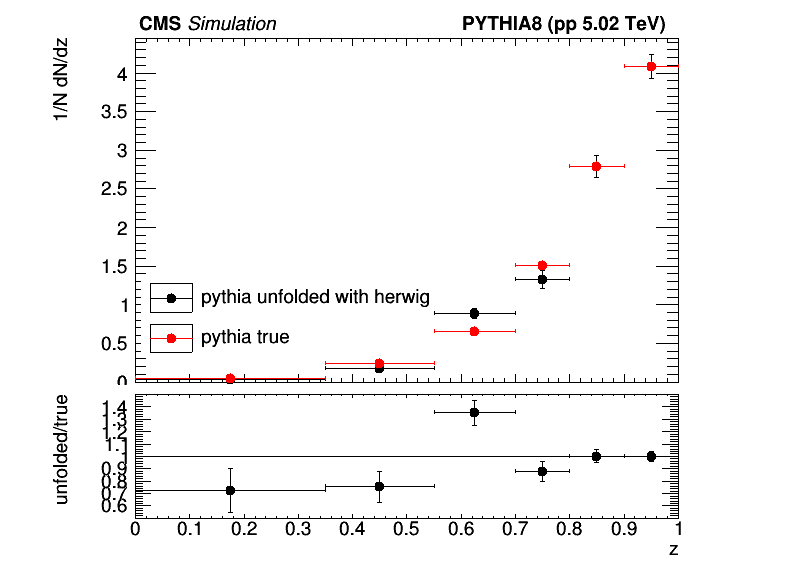 CMS Simulation PYTHIA8 (pp 5.02 TeV)
1/N dN/dz
4
3.5
3
2.5
2
1.5
1
0.5
0
pythia unfolded with herwig
pythia true
unfolded/true
1.4
1.3
1.2
1.1
1
0.9
0.8
0.7
0.6
0 0.1 0.2 0.3 0.4 0.5 0.6 0.7 0.8 0.9 1
z